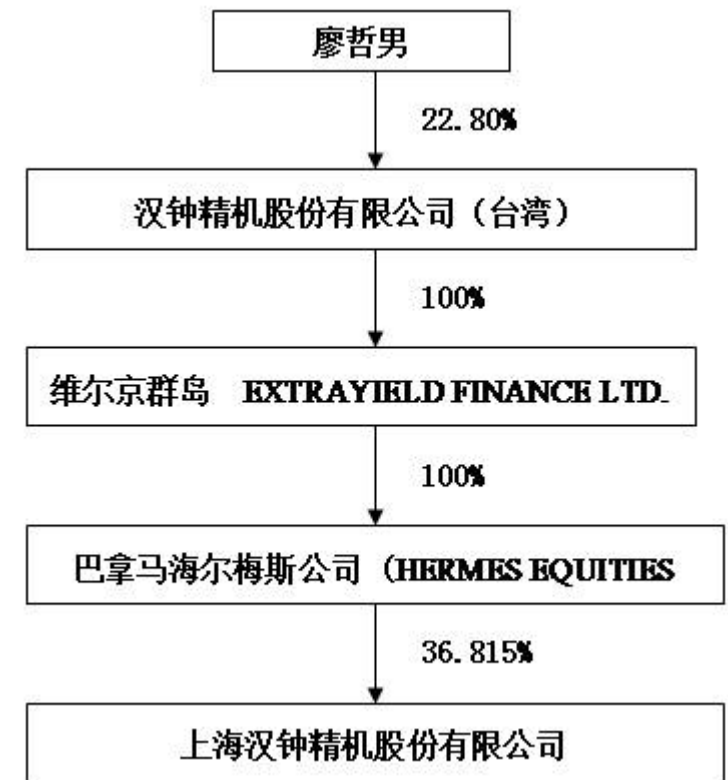 廖哲男
22.80%
汉钟精机股份有限公司（台湾）
100%
维尔京群岛 EXTRAYIELD FINANCE LTD.
100%
巴拿马海尔梅斯公司（HERMES EQUITIES
36.815%
上海汉钟精机股份有限公司